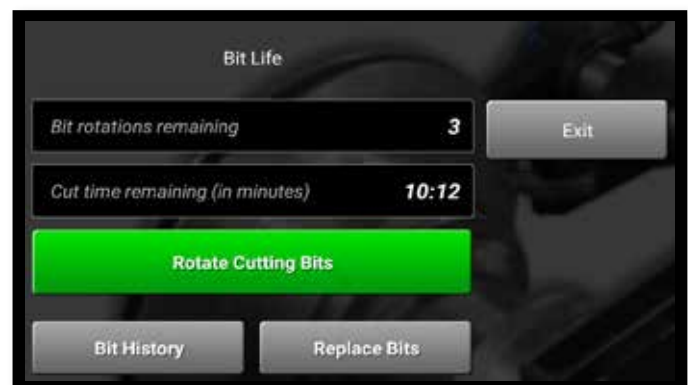 Bit Life
Bit rotations remaining 3
Exit
Cut time remaining (in minutes) 10:12
Rotate Cutting Bits
Bit History Replace Bits